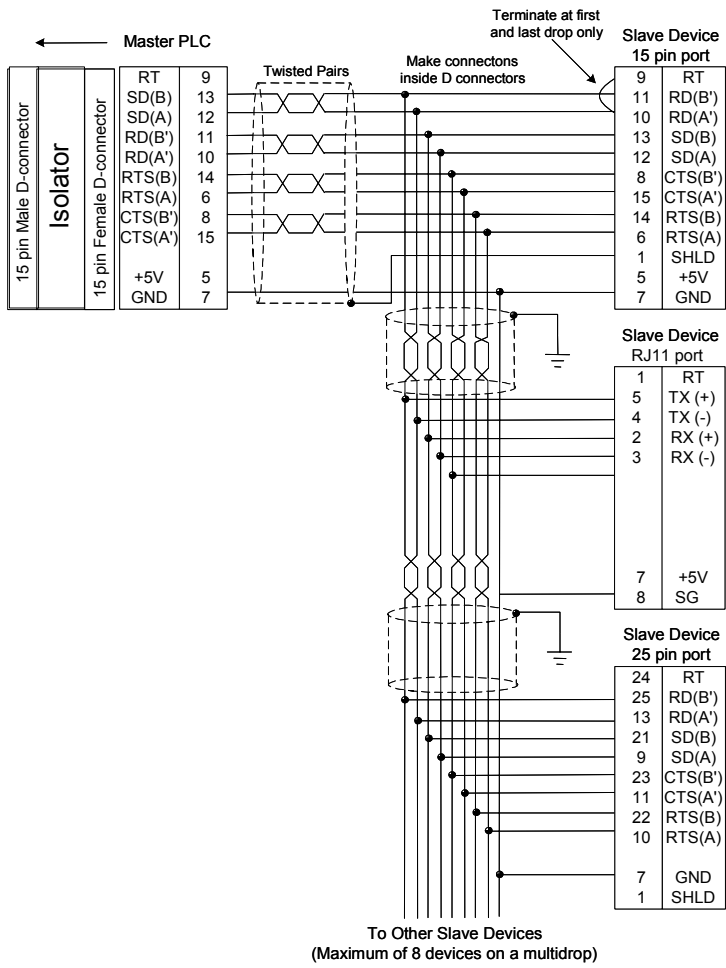 Terminate at first
and last drop only
Master PLC
Twisted Pairs
Make connectons
inside D connectors
Slave Device
15 pin port
15 pin Male D-connector
Isolator
15 pin Female D-connector
RT 9
SD(B) 13
SD(A) 12
RD(B') 11
RD(A') 10
RTS(B) 14
RTS(A) 6
CTS(B') 8
CTS(A') 15
+5V 5
GND 7
9 RT
11 RD(B')
10 RD(A')
13 SD(B)
12 SD(A)
8 CTS(B')
15 CTS(A')
14 RTS(B)
6 RTS(A)
1 SHLD
5 +5V
7 GND
Slave Device
RJ11 port
1 RT
5 TX (+)
4 TX (-)
2 RX (+)
3 RX (-)
7 +5V
8 SG
Slave Device
25 pin port
24 RT
25 RD(B')
13 RD(A')
21 SD(B)
9 SD(A)
23 CTS(B')
11 CTS(A')
22 RTS(B)
10 RTS(A)
7 GND
1 SHLD
To Other Slave Devices
(Maximum of 8 devices on a multidrop)